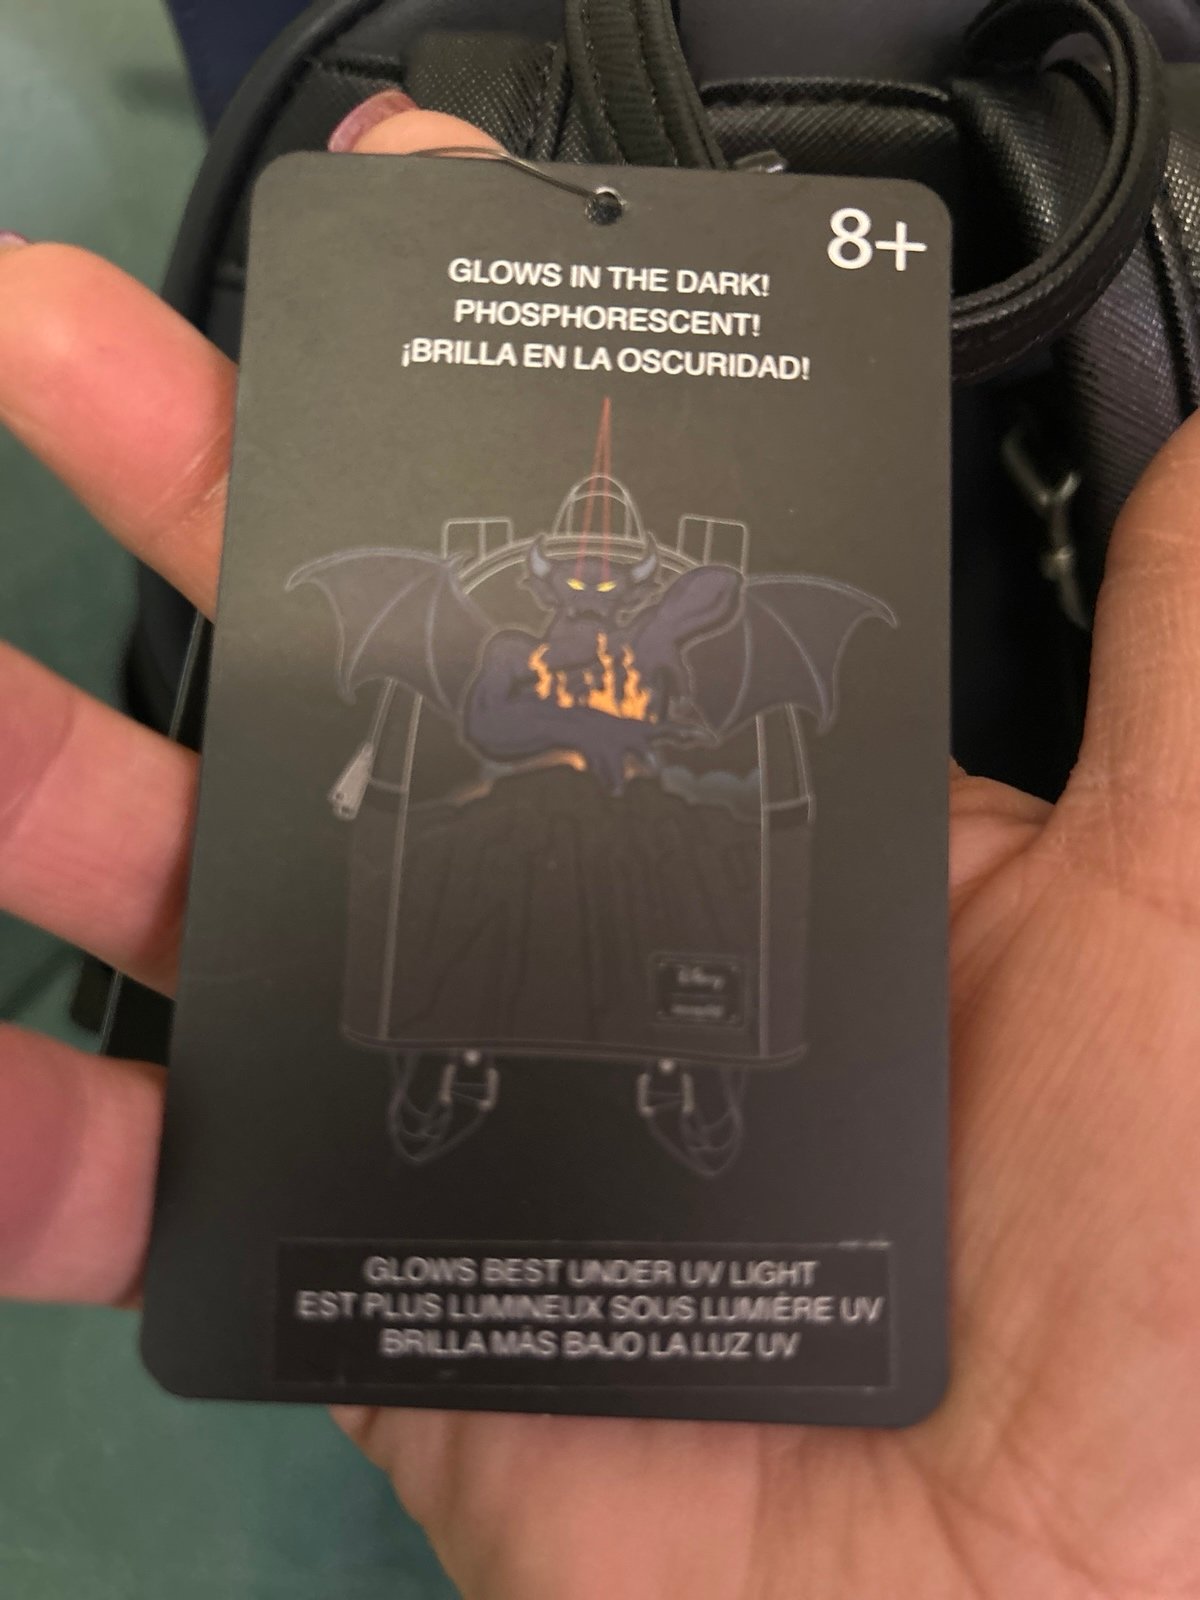 8+
GLOWS IN THE DARK!
PHOSPHORESCENT!
¡BRILLA EN LA OSCURIDAD!
Disney
GLOWS BEST UNDER UV LIGHT
EST PLUS LUMINEUX SOUS LUMIÈRE UV
BRILLA MÁS BAJO LA LUZ UV